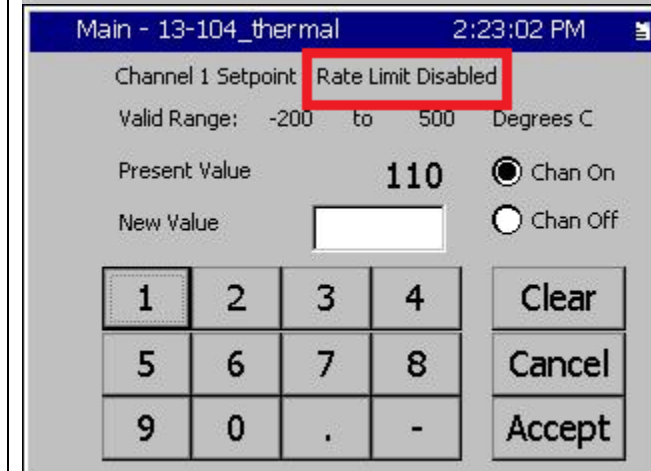 Main - 13-104_thermal 2:23:02 PM
Channel 1 Setpoint Rate Limit Disabled
Valid Range: -200 to 500 Degrees C
Present Value 110 Chan On
New Value Chan Off
1 2 3 4 Clear
5 6 7 8 Cancel
9 0 . - Accept